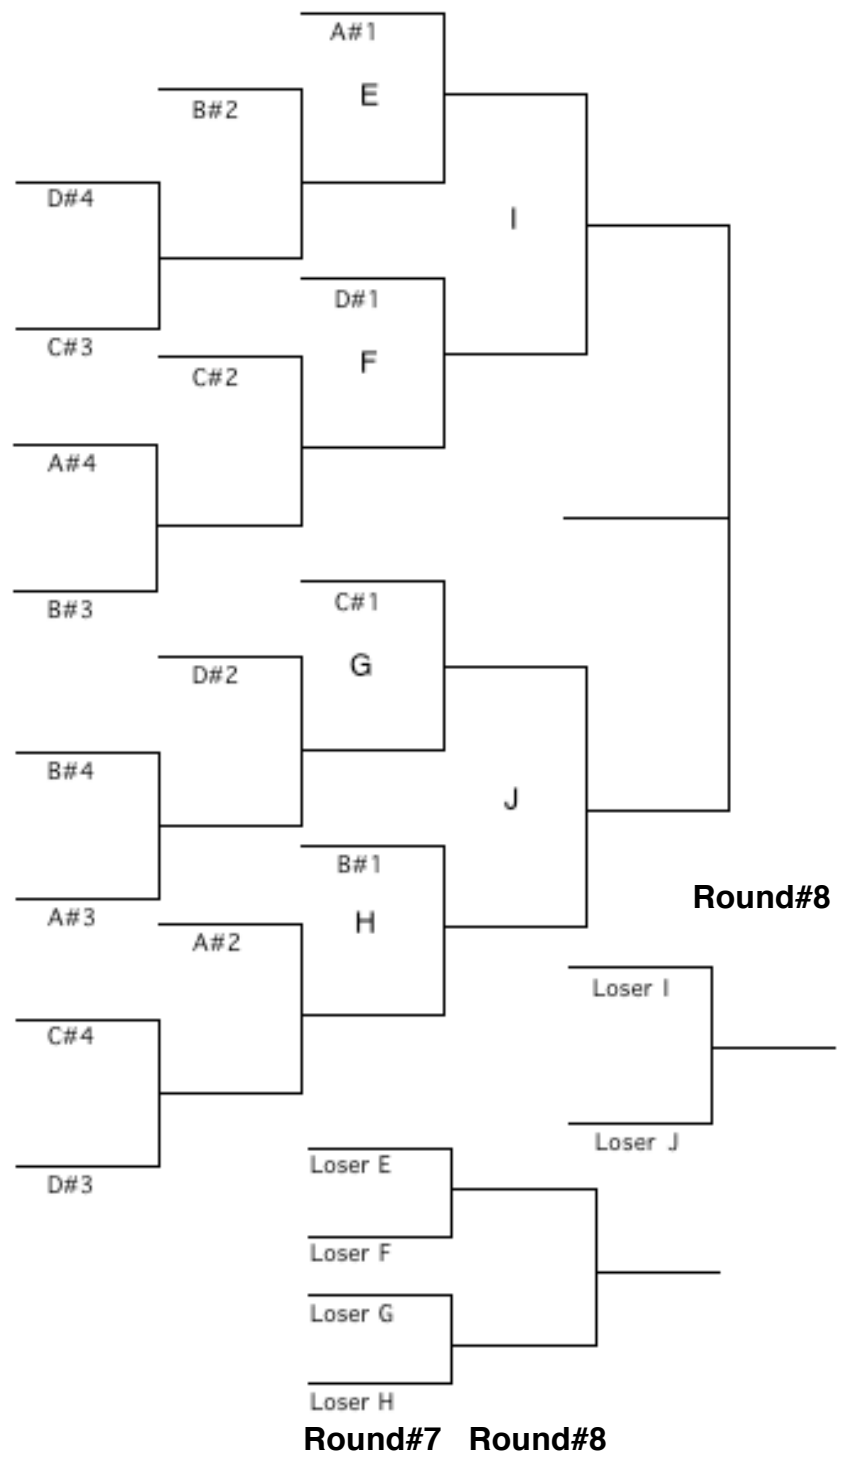 A#1
E
B#2
D#4
I
D#1
C#3
F
C#2
A#4
C#1
B#3
G
D#2
B#4
J
B#1
Round#8
A#3
H
A#2
Loser I
C#4
Loser J
Loser E
D#3
Loser F
Loser G
Loser H
Round#7 Round#8